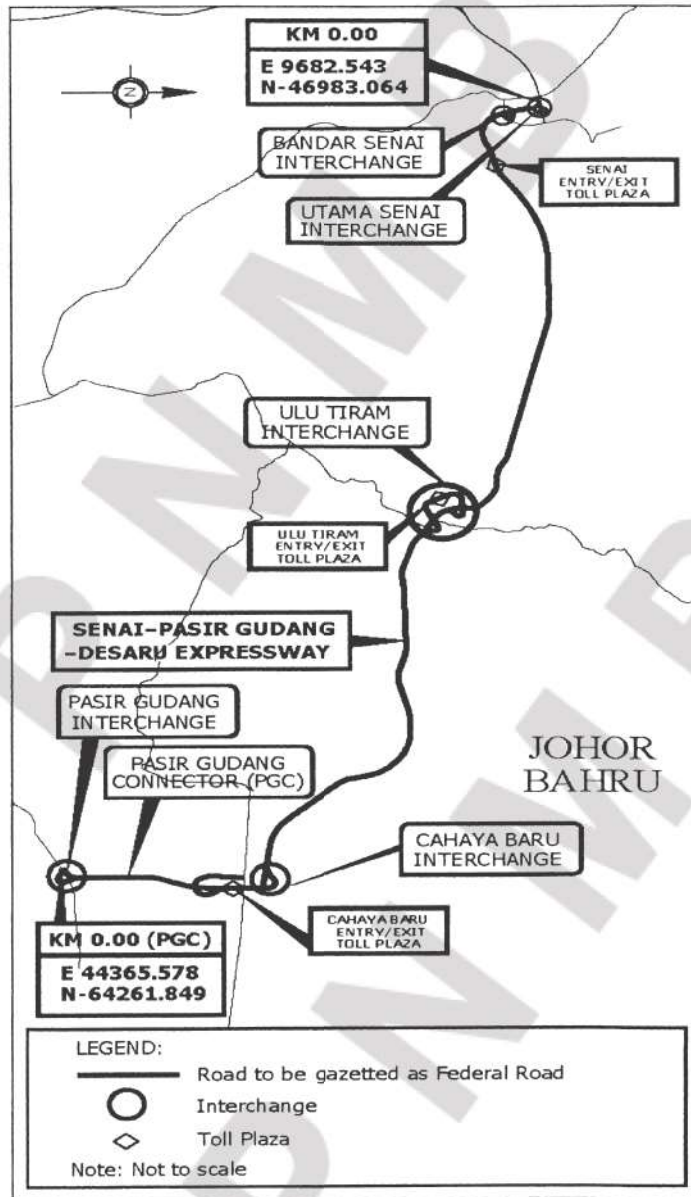 KM 0.00
E 9682.543
N-46983.064
N
BANDAR SENAI
INTERCHANGE
SENAI
ENTRY/EXIT
TOLL PLAZA
UTAMA SENAI
INTERCHANGE
ULU TIRAM
INTERCHANGE
ULU TIRAM
ENTRY/EXIT
TOLL PLAZA
SENAI-PASIR GUDANG
-DESARU EXPRESSWAY
PASIR GUDANG
INTERCHANGE
PASIR GUDANG
CONNECTOR (PGC)
JOHOR
BAHRU
CAHAYA BARU
INTERCHANGE
CAHAYA BARU
ENTRY/EXIT
TOLL PLAZA
KM 0.00 (PGC)
E 44365.578
N-64261.849
LEGEND:
Road to be gazetted as Federal Road
Interchange
Toll Plaza
Note: Not to scale
PNMB
PNMB